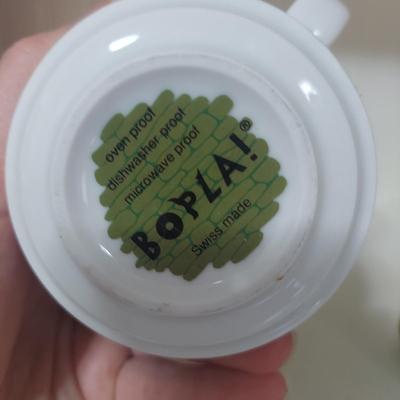 oven proof
dishwasher proof
microwave proof
BOPLA!®
Swiss made